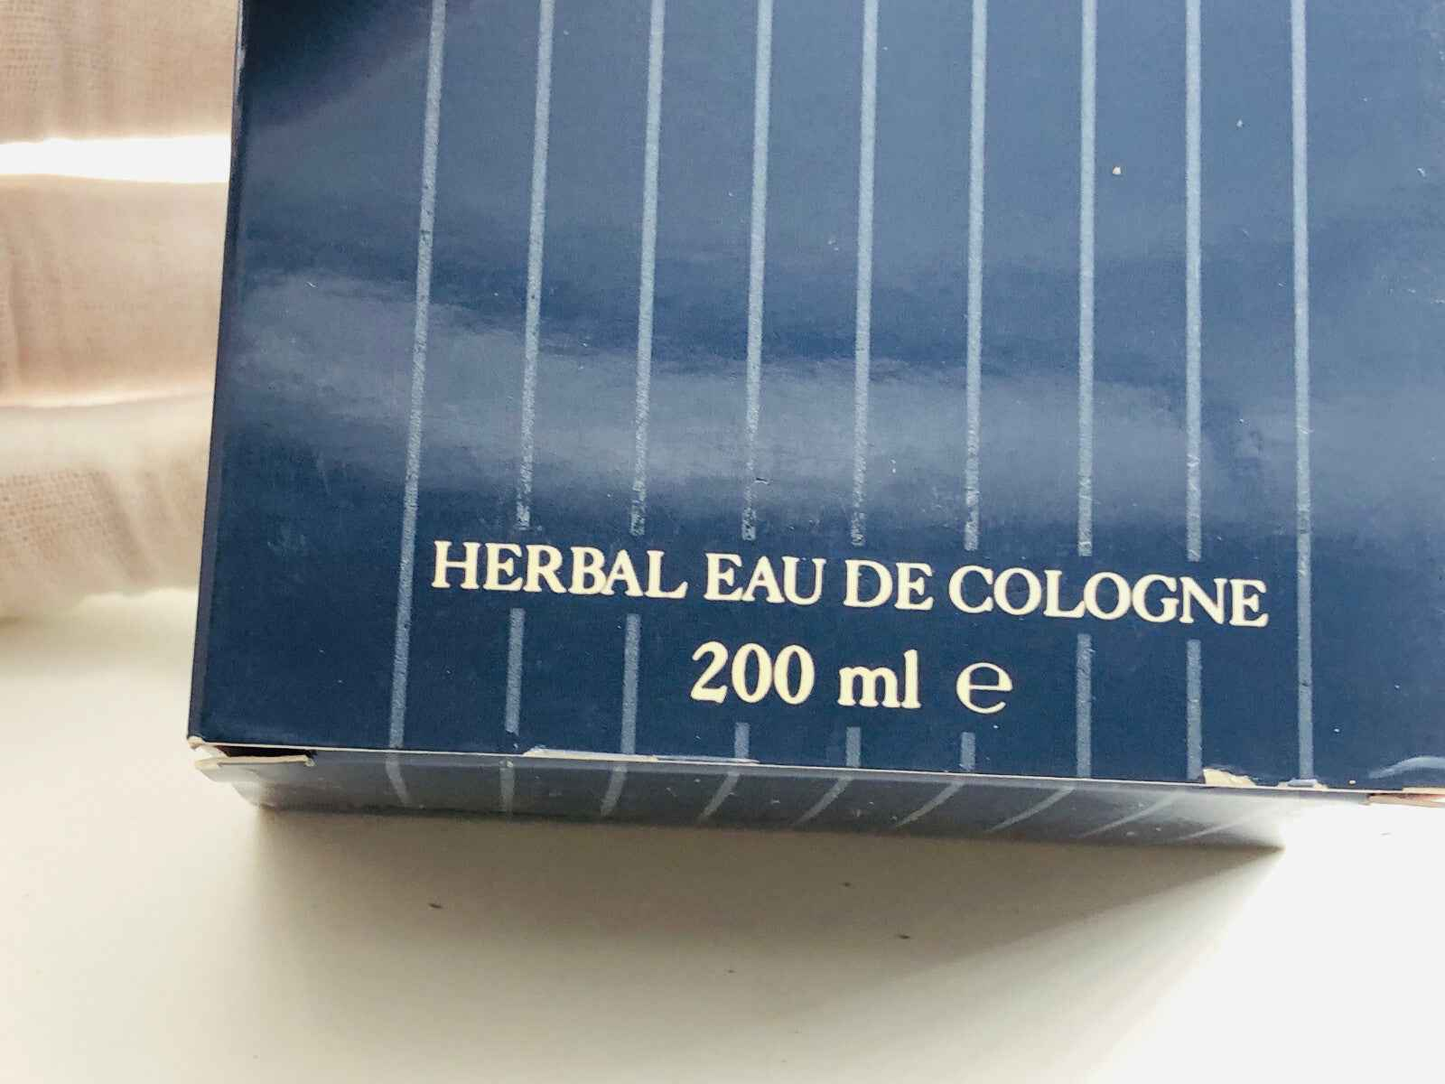 HERBAL EAU DE COLOGNE
200 ml ℮